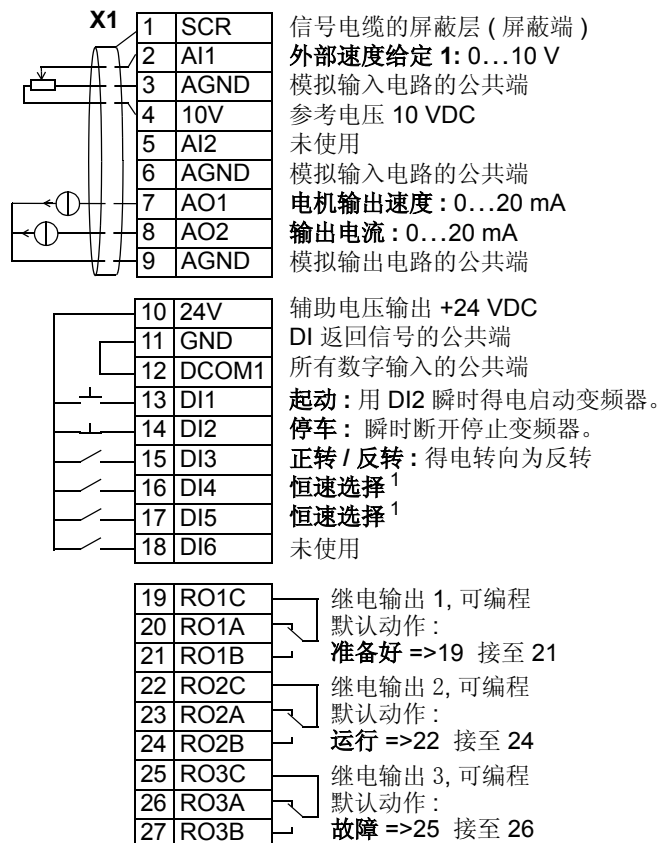 X1
1 SCR 信号电缆的屏蔽层 ( 屏蔽端 )
2 AI1 外部速度给定 1: 0…10 V
3 AGND 模拟输入电路的公共端
4 10V 参考电压 10 VDC
5 AI2 未使用
6 AGND 模拟输入电路的公共端
7 AO1 电机输出速度 : 0…20 mA
8 AO2 输出电流 : 0…20 mA
9 AGND 模拟输出电路的公共端
10 24V 辅助电压输出 +24 VDC
11 GND DI 返回信号的公共端
12 DCOM1 所有数字输入的公共端
13 DI1 起动 : 用 DI2 瞬时得电启动变频器。
14 DI2 停车 : 瞬时断开停止变频器。
15 DI3 正转 / 反转 : 得电转向为反转
16 DI4 恒速选择 1
17 DI5 恒速选择 1
18 DI6 未使用
19 RO1C 继电输出 1, 可编程
20 RO1A 默认动作 :
21 RO1B 准备好 =>19 接至 21
22 RO2C 继电输出 2, 可编程
23 RO2A 默认动作 :
24 RO2B 运行 =>22 接至 24
25 RO3C 继电输出 3, 可编程
26 RO3A 默认动作 :
27 RO3B 故障 =>25 接至 26